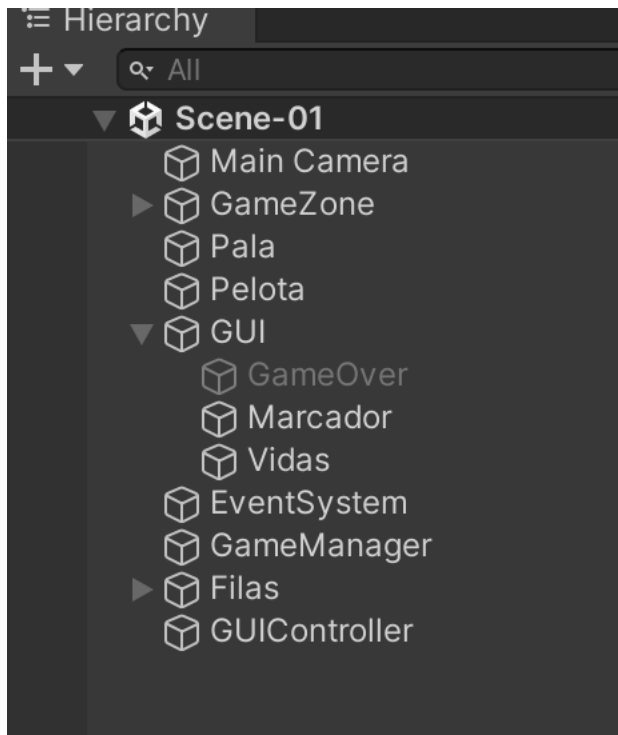 Hierarchy
All
Scene-01
Main Camera
GameZone
Pala
Pelota
GUI
GameOver
Marcador
Vidas
EventSystem
GameManager
Filas
GUIController